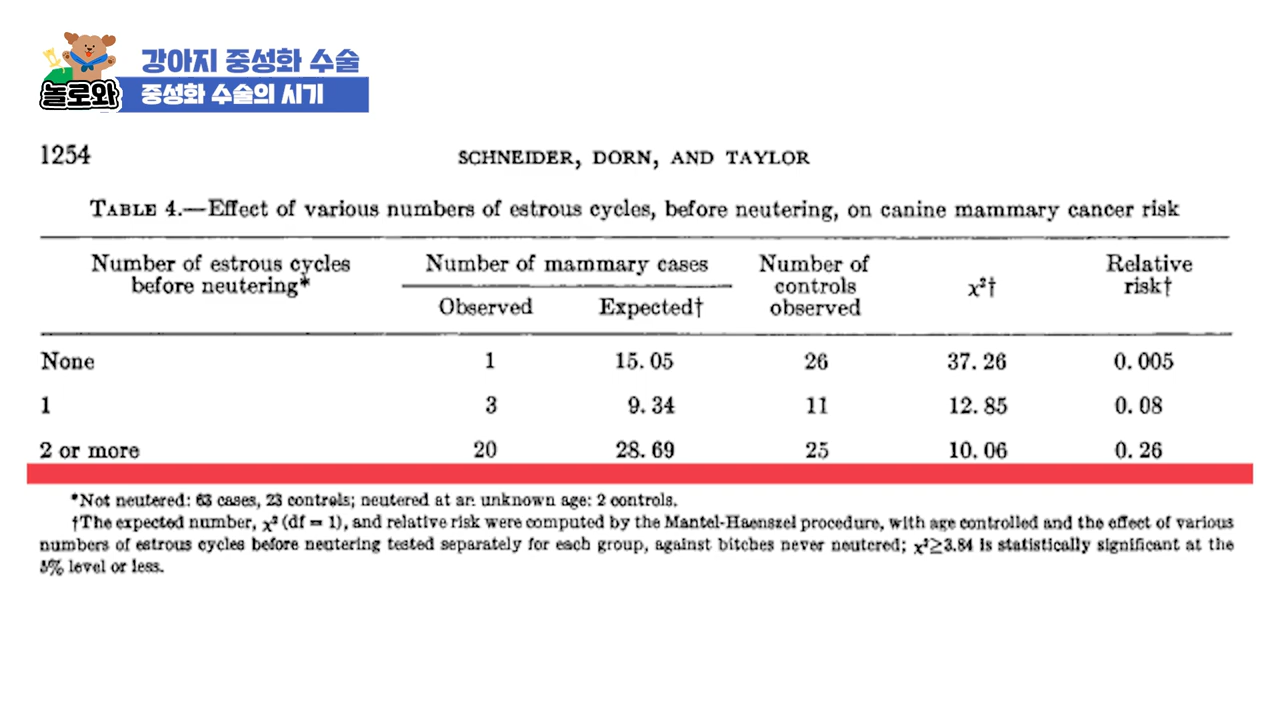 강아지 중성화 수술
놀로와
중성화 수술의 시기
1254 SCHNEIDER, DORN, AND TAYLOR
TABLE 4.—Effect of various numbers of estrous cycles, before neutering, on canine mammary cancer risk
Number of estrous cycles before neutering* Number of mammary cases Number of controls observed χ²† Relative risk†
Observed Expected†
None 1 15.05 26 37.26 0.005
1 3 9.34 11 12.85 0.08
2 or more 20 28.69 25 10.06 0.26
*Not neutered: 63 cases, 23 controls; neutered at an unknown age: 2 controls.
†The expected number, χ² (df = 1), and relative risk were computed by the Mantel-Haenszel procedure, with age controlled and the effect of various
numbers of estrous cycles before neutering tested separately for each group, against bitches never neutered; χ²≥3.84 is statistically significant at the
5% level or less.